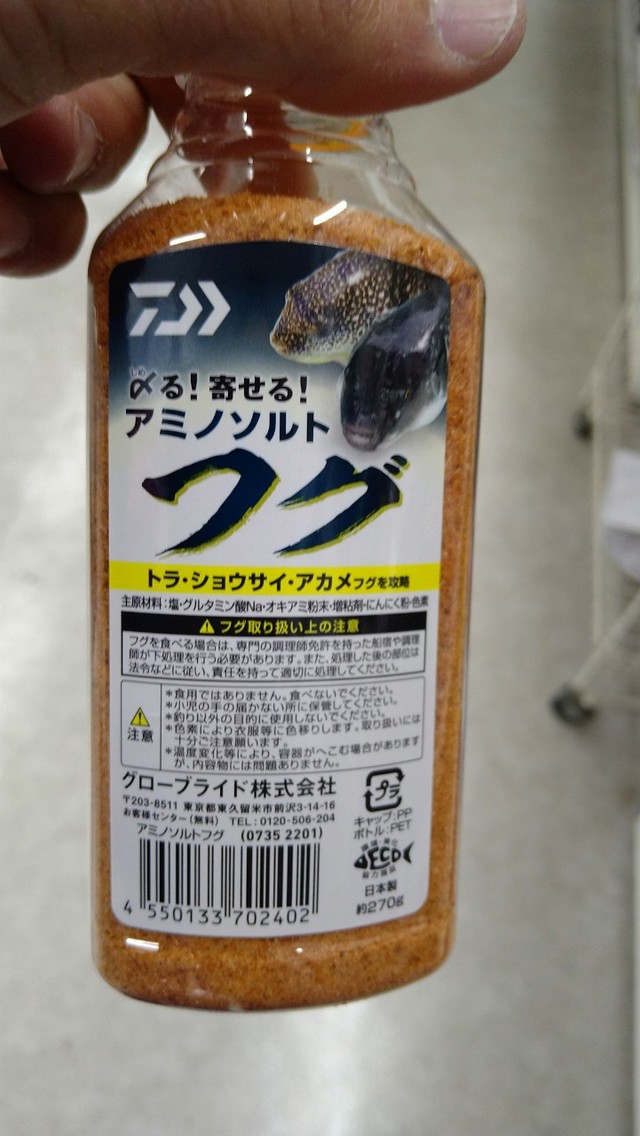 しめ
〆る!寄せる!
アミノソルト
フグ
トラ・ショウサイ・アカメフグを攻略
主原材料:塩・グルタミン酸Na・オキアミ粉末・増粘剤・にんにく粉・色素
フグ取り扱い上の注意
フグを食べる場合は、専門の調理師免許を持った船宿や調理
師が下処理を行う必要があります。また、処理した後の部位は
法令などに従い、責任を持って適切に処理してください。
注意
*食用ではありません。食べないでください。
*小児の手の届かない所に保管してください。
*釣り以外の目的に使用しないでください。
*色素により衣服等に色移りします。取り扱いには
十分ご注意願います。
*温度変化等により、容器がへこむ場合があります
が、内容物には問題ありません。
グローブライド株式会社
〒203-8511 東京都東久留米市前沢3-14-16
お客様センター(無料) TEL:0120-506-204
アミノソルトフグ (0735 2201)
4 550133 702402
プラ
キャップ:PP
ボトル:PET
ECO
日本製
約270g